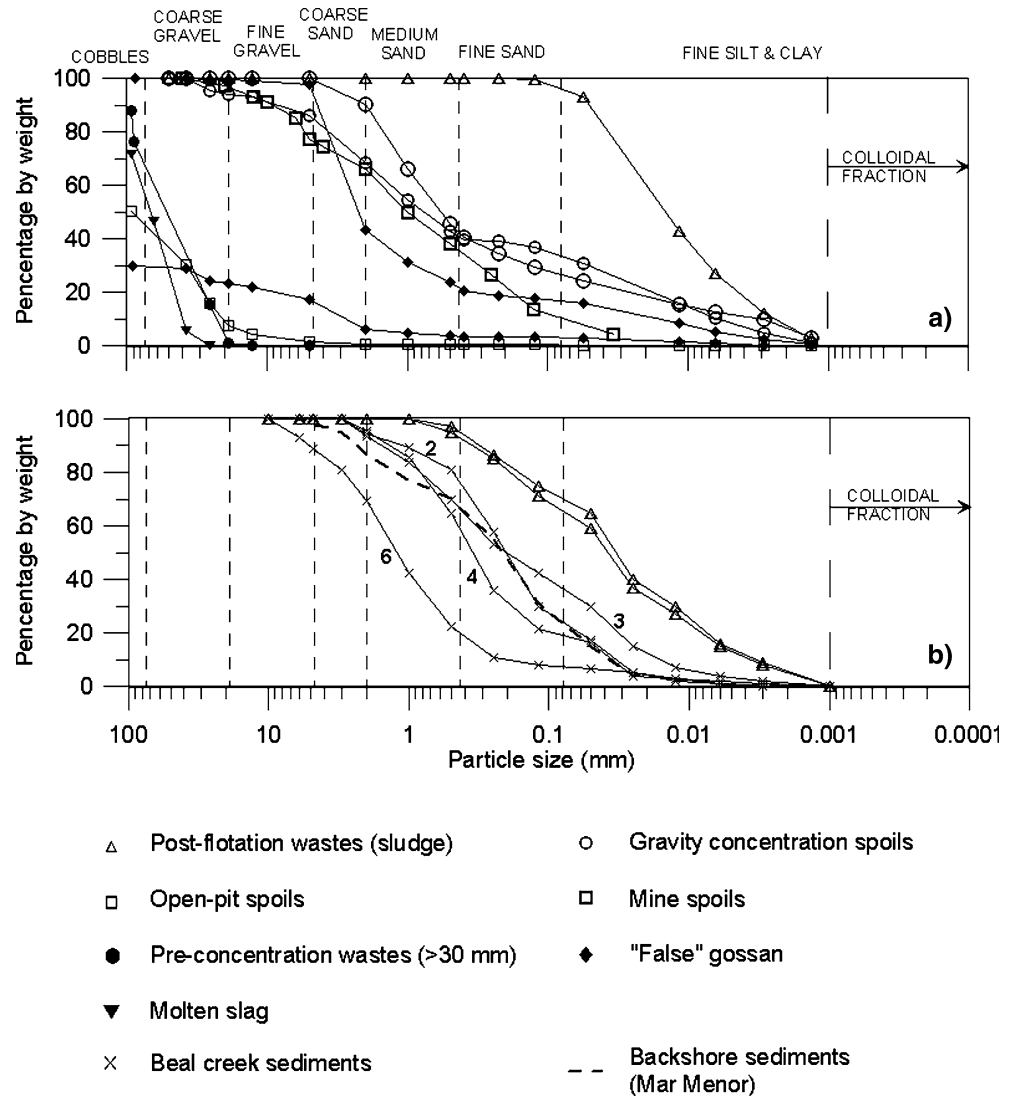 COBBLES
COARSE
GRAVEL
FINE
GRAVEL
COARSE
SAND
MEDIUM
SAND
FINE SAND
FINE SILT & CLAY
Pencentage by weight
100
80
60
40
20
0
COLLOIDAL
FRACTION
a)
Pencentage by weight
100
80
60
40
20
0
2
6
4
3
COLLOIDAL
FRACTION
b)
100
10
1
0.1
0.01
0.001
0.0001
Particle size (mm)
Post-flotation wastes (sludge)
Gravity concentration spoils
Open-pit spoils
Mine spoils
Pre-concentration wastes (>30 mm)
"False" gossan
Molten slag
Beal creek sediments
Backshore sediments
(Mar Menor)